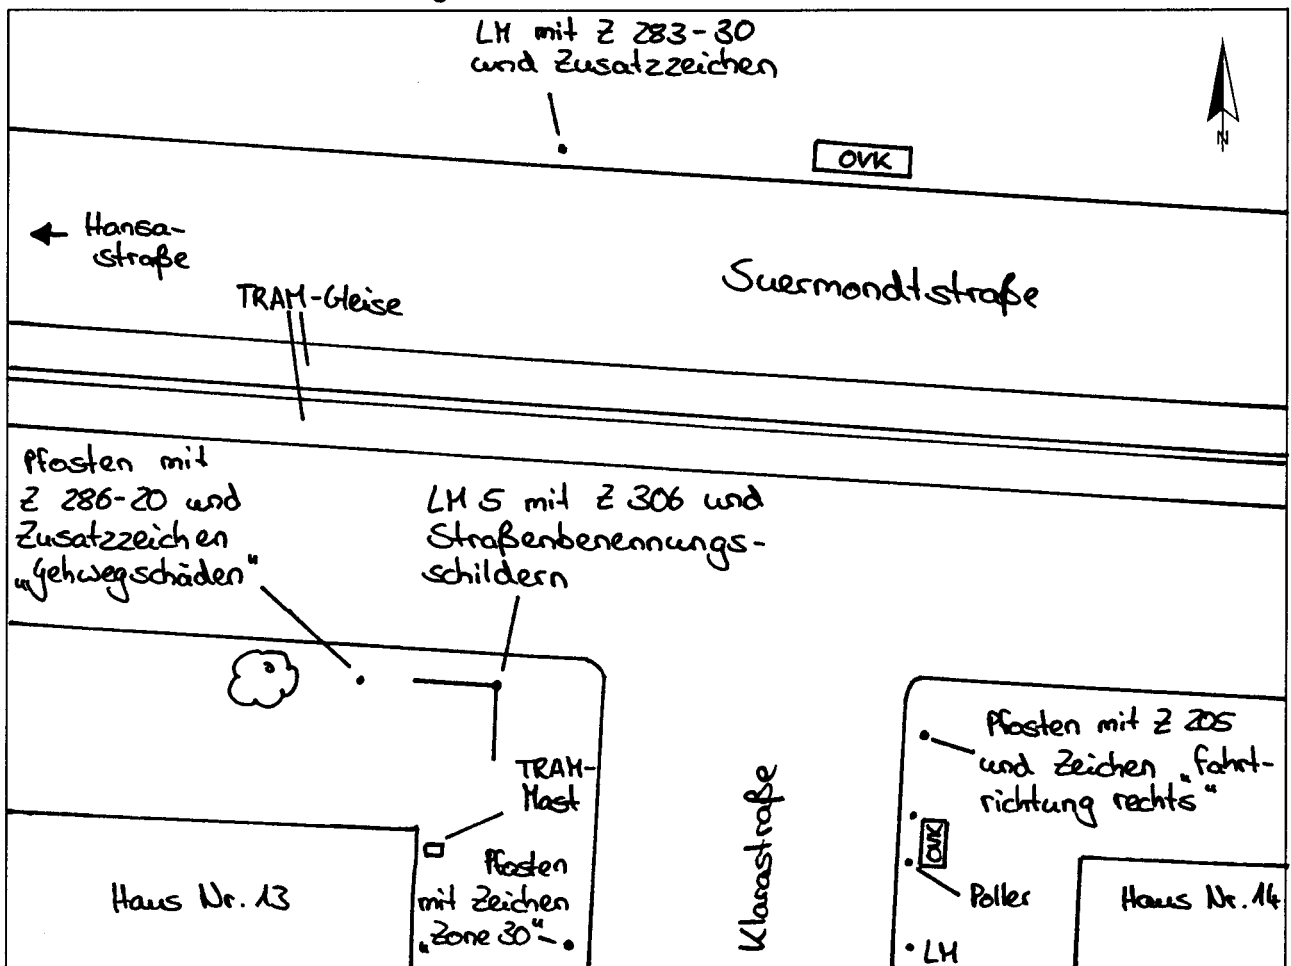 LM mit Z 283-30
und Zusatzzeichen
N
OVK
Hansa-
straße
Suermondtstraße
TRAM-Gleise
Pfosten mit
Z 286-20 und
Zusatzzeichen
„Gehwegschäden“
LM 5 mit Z 306 und
Straßenbenennungs-
schildern
Pfosten mit Z 205
und Zeichen „Fahrt-
richtung rechts“
TRAM-
Mast
Klarastraße
OVK
Poller
Haus Nr. 13
Pfosten
mit Zeichen
„Zone 30“
Haus Nr. 14
LM